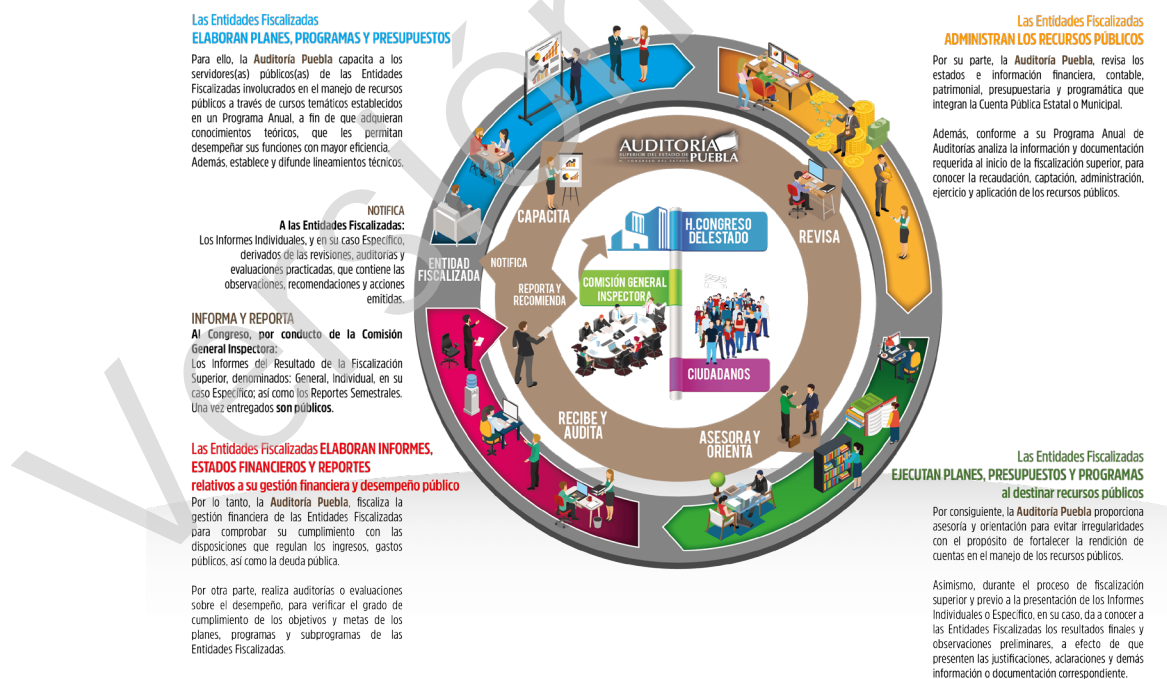 Las Entidades Fiscalizadas
ELABORAN PLANES, PROGRAMAS Y PRESUPUESTOS
Para ello, la Auditoría Puebla capacita a los
servidores(as) públicos(as) de las Entidades
Fiscalizadas involucrados en el manejo de recursos
públicos a través de cursos temáticos establecidos
en un Programa Anual, a fin de que adquieran
conocimientos teóricos, que les permitan
desempeñar sus funciones con mayor eficiencia.
Además, establece y difunde lineamientos técnicos.
NOTIFICA
A las Entidades Fiscalizadas:
Los Informes Individuales, y en su caso Específico,
derivados de las revisiones, auditorías y
evaluaciones practicadas, que contiene las
observaciones, recomendaciones y acciones
emitidas.
INFORMA Y REPORTA
Al Congreso, por conducto de la Comisión
General Inspectora:
Los Informes del Resultado de la Fiscalización
Superior, denominados: General, Individual, en su
caso Específico; así como los Reportes Semestrales.
Una vez entregados son públicos.
Las Entidades Fiscalizadas ELABORAN INFORMES,
ESTADOS FINANCIEROS Y REPORTES
relativos a su gestión financiera y desempeño público
Por lo tanto, la Auditoría Puebla, fiscaliza la
gestión financiera de las Entidades Fiscalizadas
para comprobar su cumplimiento con las
disposiciones que regulan los ingresos, gastos
públicos, así como la deuda pública.
Por otra parte, realiza auditorías o evaluaciones
sobre el desempeño, para verificar el grado de
cumplimiento de los objetivos y metas de los
planes, programas y subprogramas de las
Entidades Fiscalizadas.
AUDITORÍA
SUPERIOR DEL ESTADO DE
PUEBLA
H. CONGRESO DEL ESTADO
CAPACITA
REVISA
H. CONGRESO
DEL ESTADO
ENTIDAD
FISCALIZADA
NOTIFICA
REPORTA Y
RECOMIENDA
COMISIÓN GENERAL
INSPECTORA
CIUDADANOS
RECIBE Y
AUDITA
ASESORA Y
ORIENTA
Las Entidades Fiscalizadas
ADMINISTRAN LOS RECURSOS PÚBLICOS
Por su parte, la Auditoría Puebla, revisa los
estados e información financiera, contable,
patrimonial, presupuestaria y programática que
integran la Cuenta Pública Estatal o Municipal.
Además, conforme a su Programa Anual de
Auditorías analiza la información y documentación
requerida al inicio de la fiscalización superior, para
conocer la recaudación, captación, administración,
ejercicio y aplicación de los recursos públicos.
Las Entidades Fiscalizadas
EJECUTAN PLANES, PRESUPUESTOS Y PROGRAMAS
al destinar recursos públicos
Por consiguiente, la Auditoría Puebla proporciona
asesoría y orientación para evitar irregularidades
con el propósito de fortalecer la rendición de
cuentas en el manejo de los recursos públicos.
Asimismo, durante el proceso de fiscalización
superior y previo a la presentación de los Informes
Individuales o Específico, en su caso, da a conocer a
las Entidades Fiscalizadas los resultados finales y
observaciones preliminares, a efecto de que
presenten las justificaciones, aclaraciones y demás
información o documentación correspondiente.
Versión